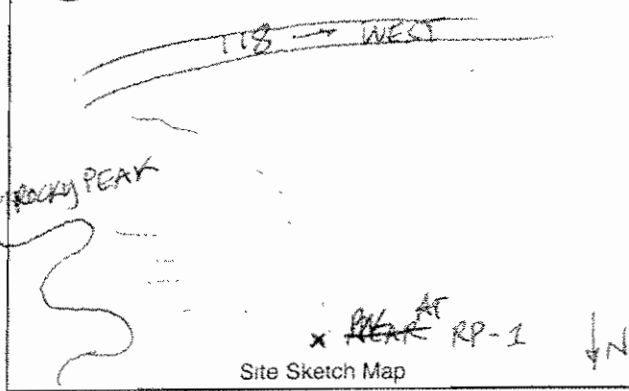 118 → WEST
ROCKY PEAK
x AT RP-1
↓ N
Site Sketch Map